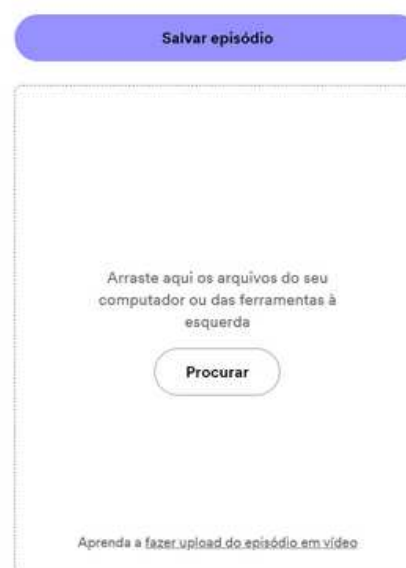 Salvar episódio
Arraste aqui os arquivos do seu
computador ou das ferramentas à
esquerda
Procurar
Aprenda a fazer upload do episódio em vídeo